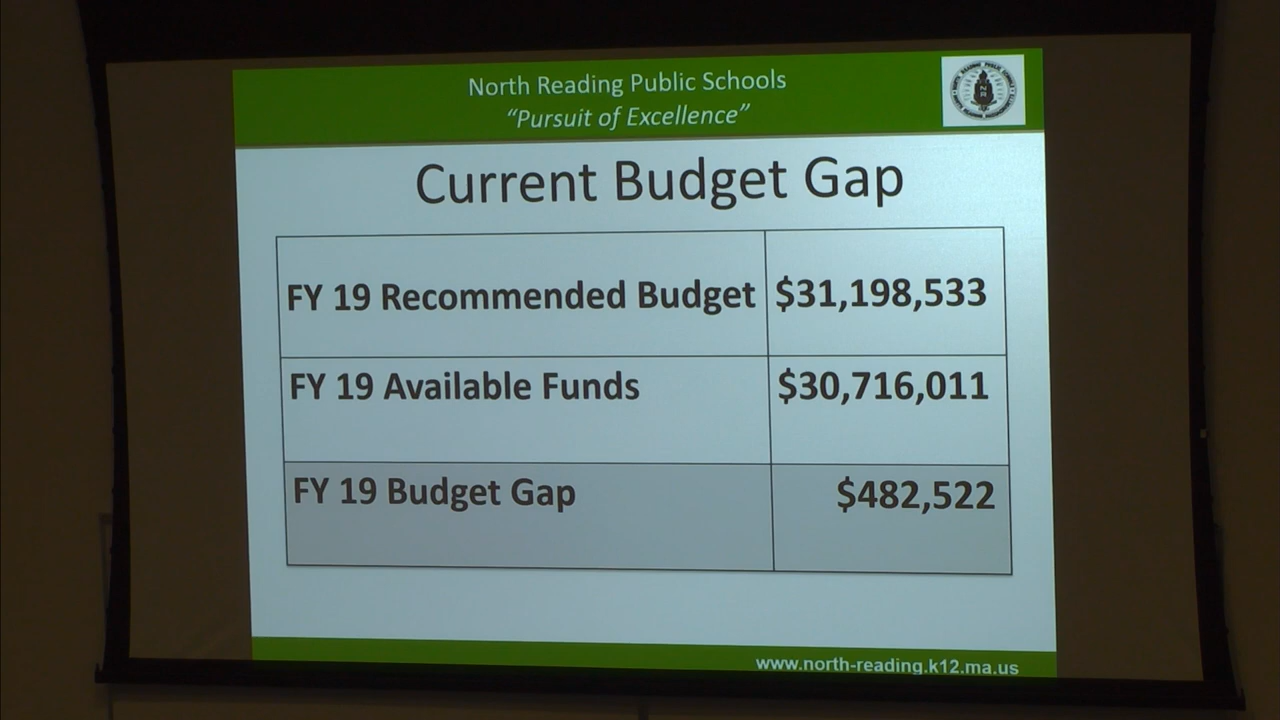 North Reading Public Schools
“Pursuit of Excellence”
Current Budget Gap
FY 19 Recommended Budget $31,198,533
FY 19 Available Funds $30,716,011
FY 19 Budget Gap $482,522
www.north-reading.k12.ma.us